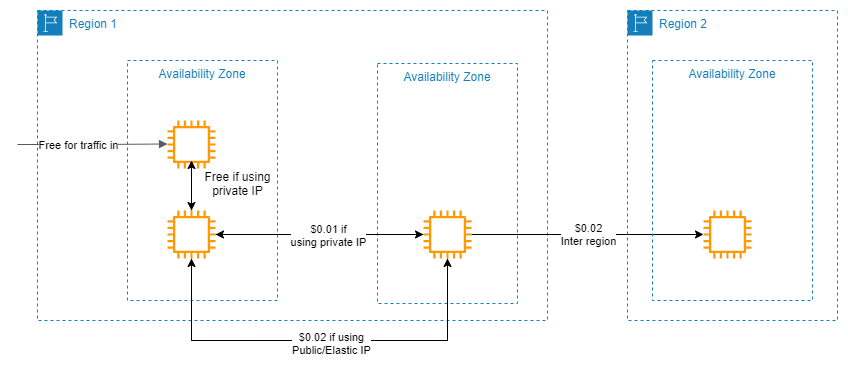 Region 1
Region 2
Availability Zone
Availability Zone
Availability Zone
Free for traffic in
Free if using
private IP
$0.01 if
using private IP
$0.02
Inter region
$0.02 if using
Public/Elastic IP